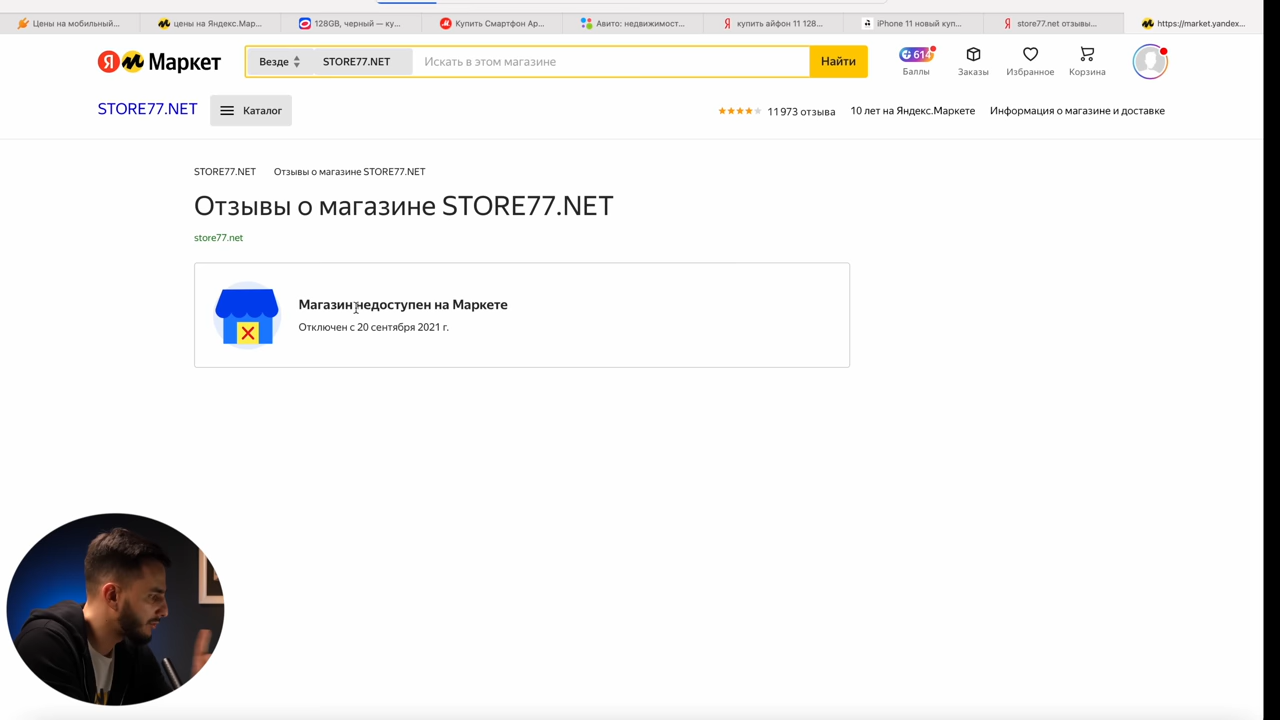 Цены на мобильный...
цены на Яндекс.Мар...
128GB, черный — ку...
Купить Смартфон Ap...
Авито: недвижимост...
купить айфон 11 128...
iPhone 11 новый куп...
store77.net отзывы...
https://market.yandex...
Я Маркет
Везде
STORE77.NET
Искать в этом магазине
Найти
614
Баллы
Заказы
Избранное
Корзина
STORE77.NET
Каталог
11 973 отзыва
10 лет на Яндекс.Маркете
Информация о магазине и доставке
STORE77.NET
Отзывы о магазине STORE77.NET
Отзывы о магазине STORE77.NET
store77.net
Магазин недоступен на Маркете
Отключен с 20 сентября 2021 г.